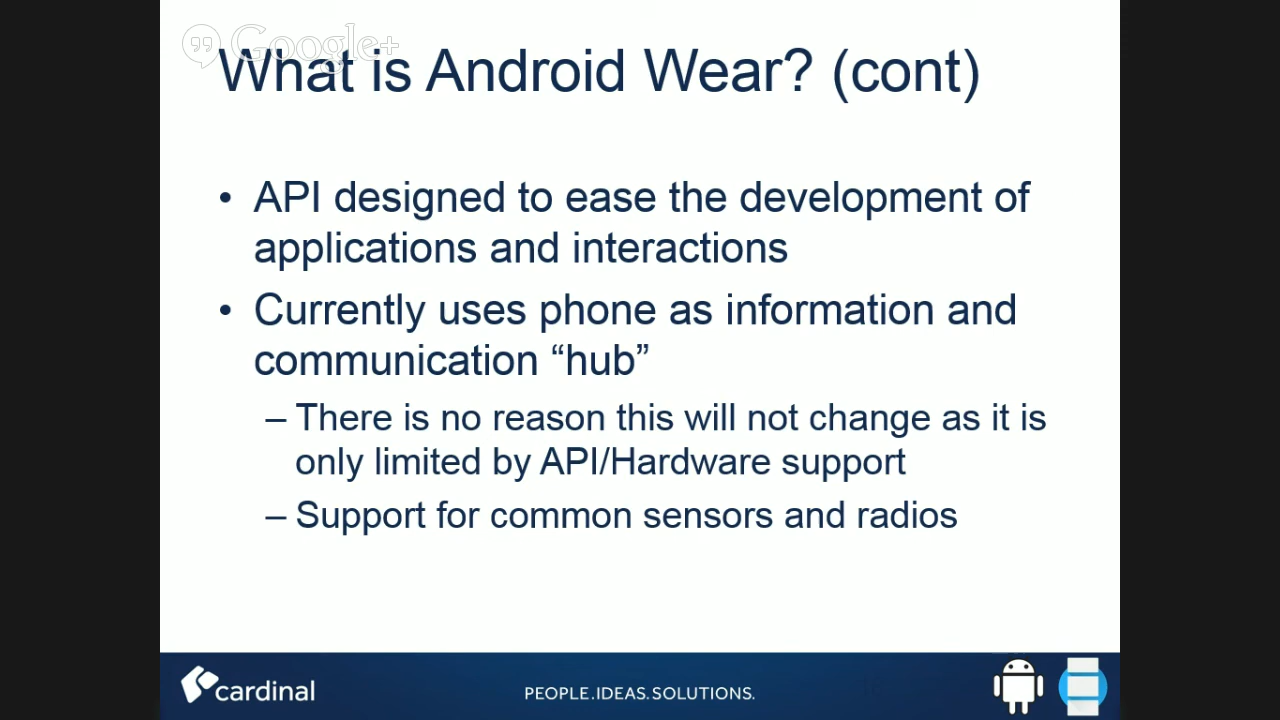 Google+
What is Android Wear? (cont)
• API designed to ease the development of
applications and interactions
• Currently uses phone as information and
communication “hub”
– There is no reason this will not change as it is
only limited by API/Hardware support
– Support for common sensors and radios
cardinal
PEOPLE.IDEAS.SOLUTIONS.